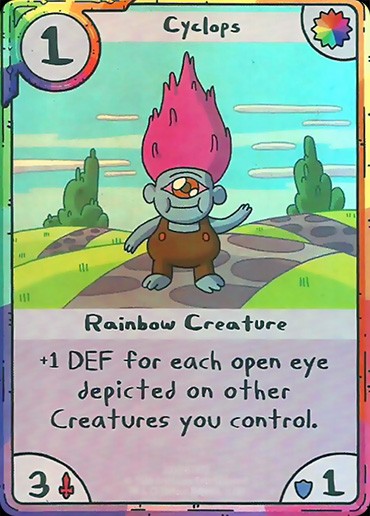 Cyclops
1
Rainbow Creature
+1 DEF for each open eye
depicted on other
Creatures you control.
3
1